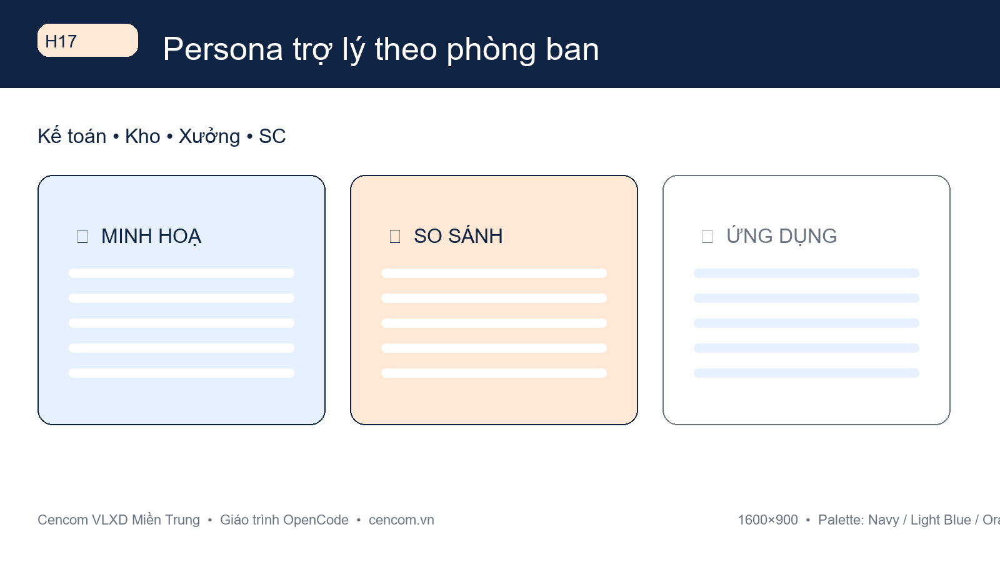 H17
Persona trợ lý theo phòng ban
Kế toán • Kho • Xưởng • SC
MINH HOẠ
SO SÁNH
ỨNG DỤNG
Cencom VLXD Miền Trung • Giáo trình OpenCode • cencom.vn
1600×900 • Palette: Navy / Light Blue / Ora